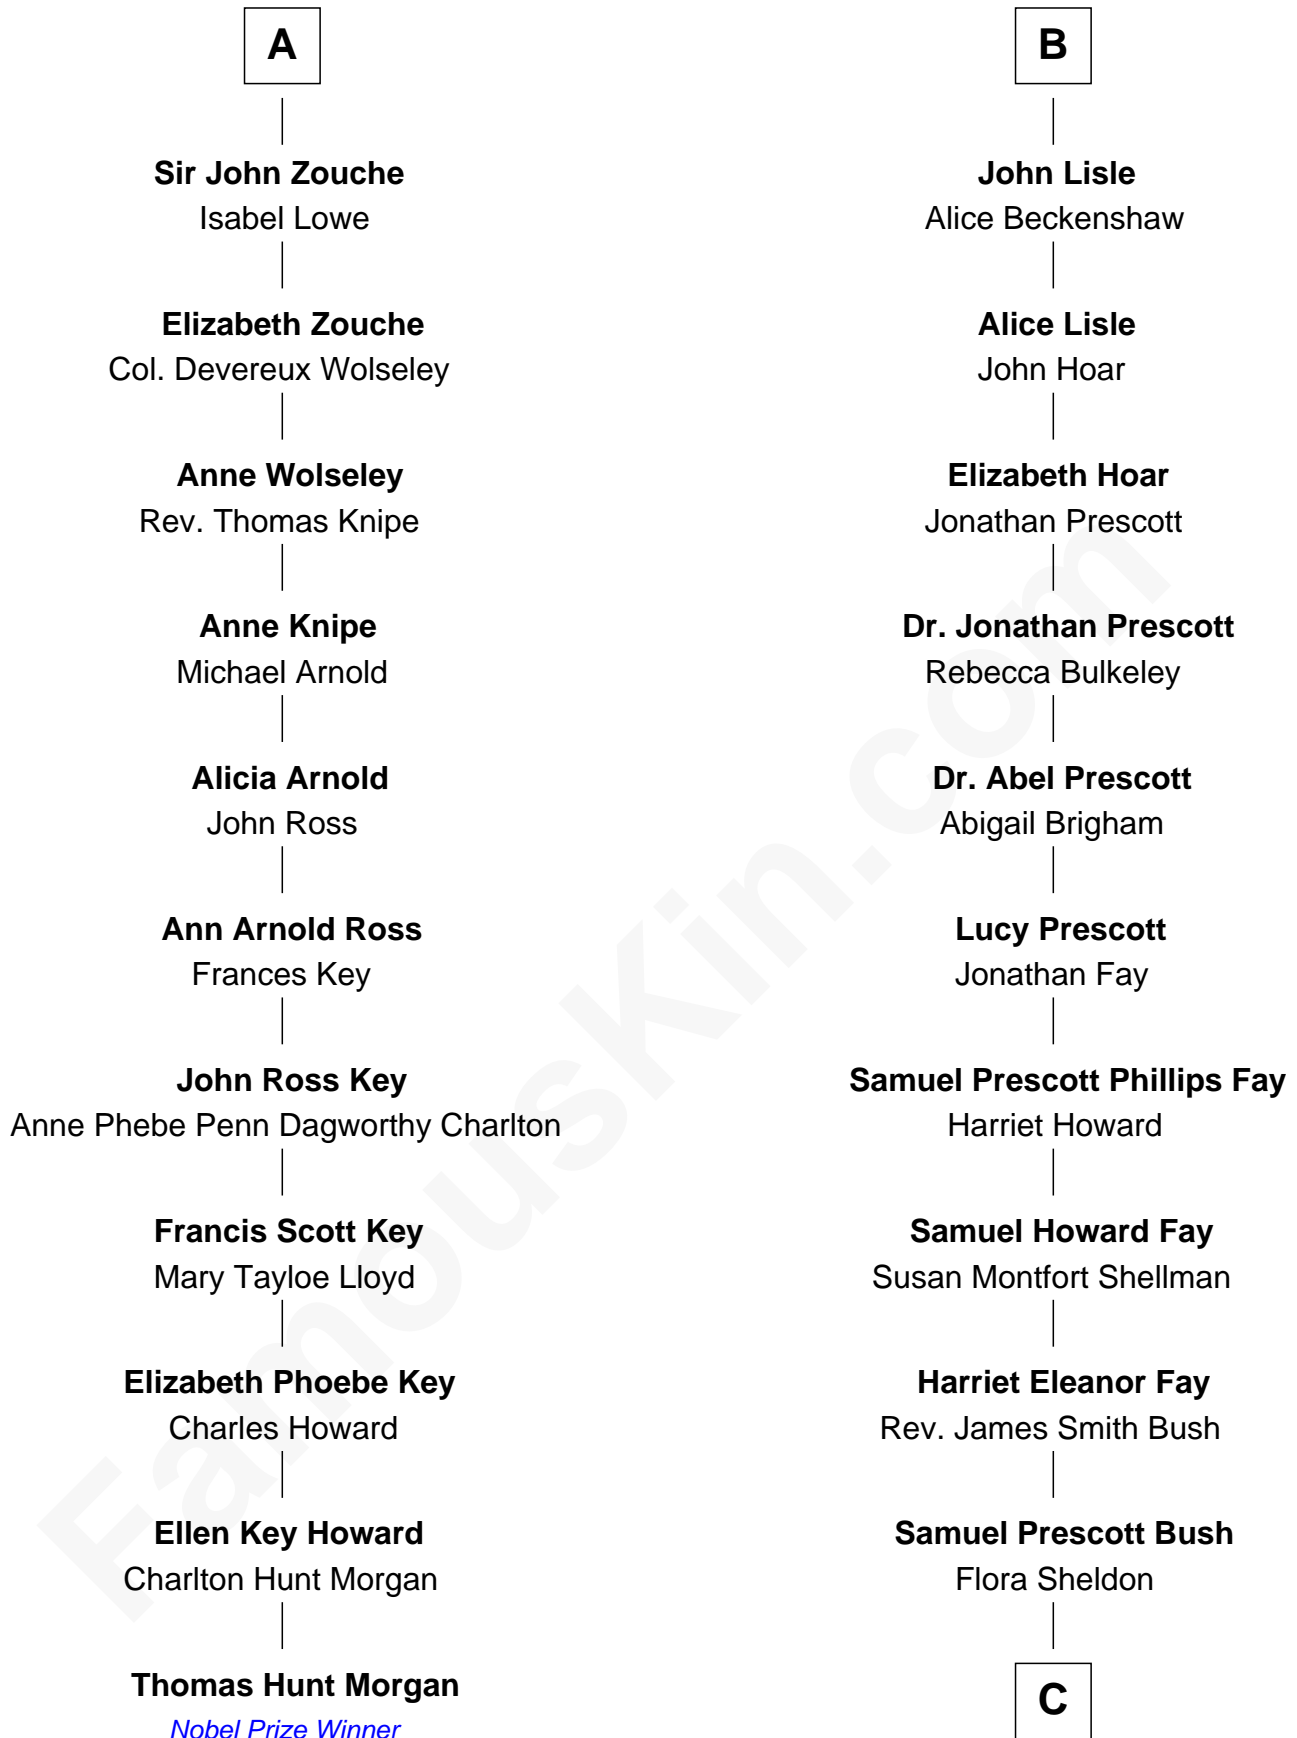 A
Sir John Zouche
Isabel Lowe
Elizabeth Zouche
Col. Devereux Wolseley
Anne Wolseley
Rev. Thomas Knipe
Anne Knipe
Michael Arnold
Alicia Arnold
John Ross
Ann Arnold Ross
Frances Key
John Ross Key
Anne Phebe Penn Dagworthy Charlton
Francis Scott Key
Mary Tayloe Lloyd
Elizabeth Phoebe Key
Charles Howard
Ellen Key Howard
Charlton Hunt Morgan
Thomas Hunt Morgan
Nobel Prize Winner
B
John Lisle
Alice Beckenshaw
Alice Lisle
John Hoar
Elizabeth Hoar
Jonathan Prescott
Dr. Jonathan Prescott
Rebecca Bulkeley
Dr. Abel Prescott
Abigail Brigham
Lucy Prescott
Jonathan Fay
Samuel Prescott Phillips Fay
Harriet Howard
Samuel Howard Fay
Susan Montfort Shellman
Harriet Eleanor Fay
Rev. James Smith Bush
Samuel Prescott Bush
Flora Sheldon
C
FamousKin.com